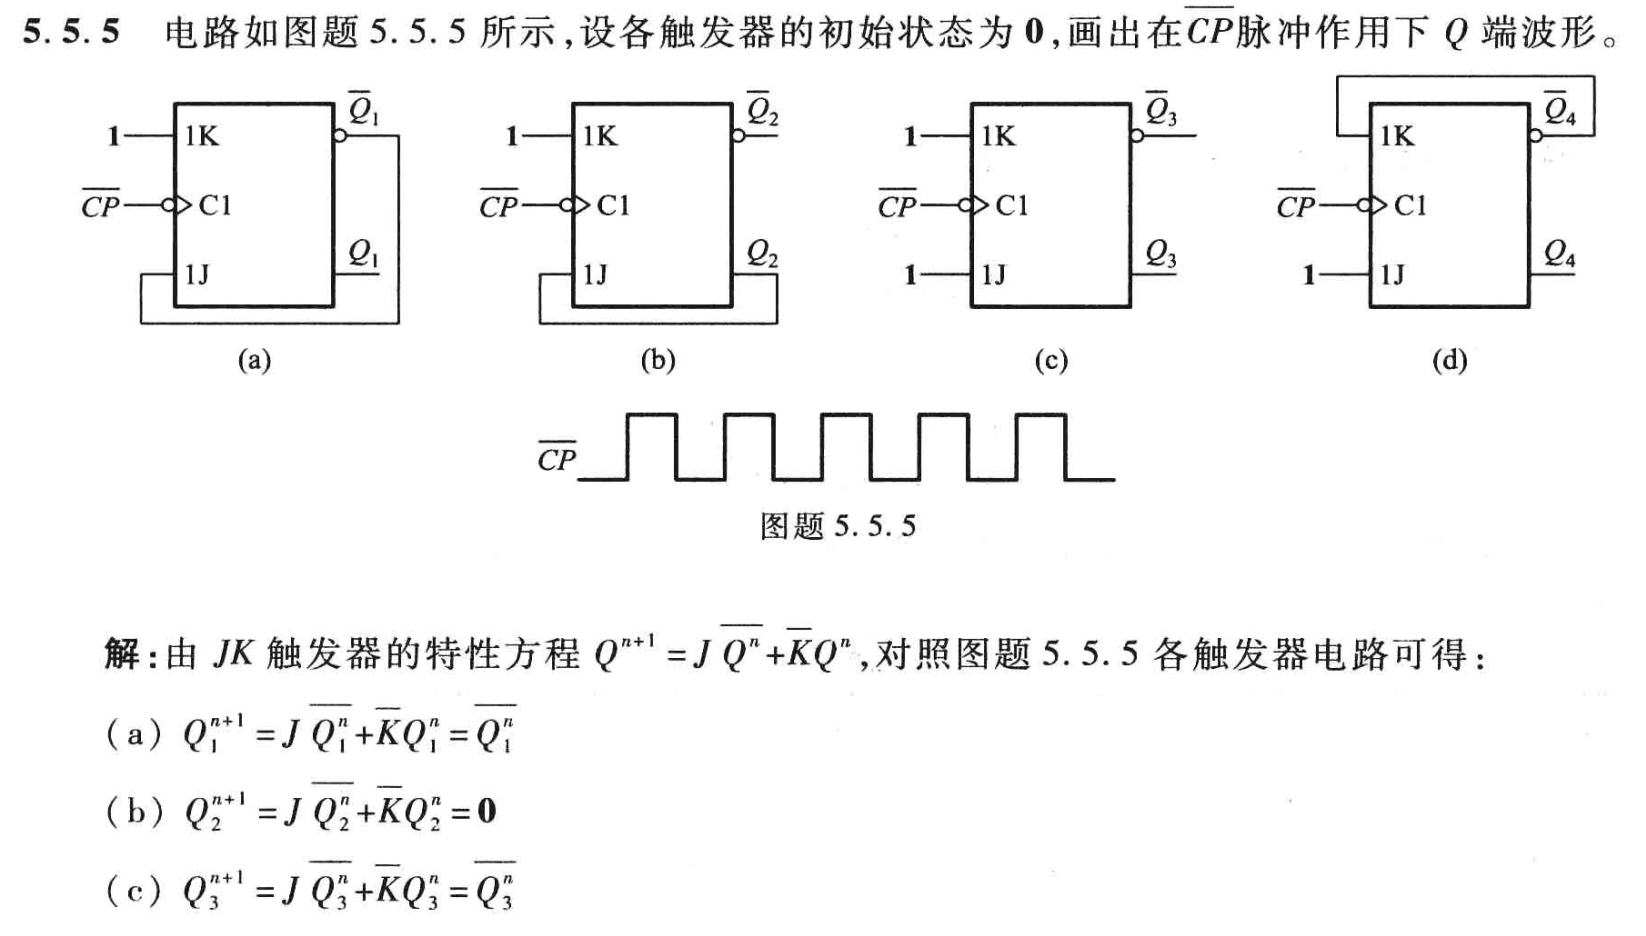 5.5.5 电路如图题 5.5.5 所示,设各触发器的初始状态为 0,画出在 \overline{CP} 脉冲作用下 Q 端波形。
\overline{Q}_1 \overline{Q}_2 \overline{Q}_3 \overline{Q}_4
1 1K 1 1K 1 1K 1K
\overline{CP} C1 \overline{CP} C1 \overline{CP} C1 \overline{CP} C1
Q_1 Q_2 Q_3 Q_4
1J 1J 1 1J 1 1J
(a) (b) (c) (d)
\overline{CP}
图题 5.5.5
解:由 JK 触发器的特性方程 Q^{n+1} = J \overline{Q^n} + \overline{K}Q^n,对照图题 5.5.5 各触发器电路可得:
(a) Q_1^{n+1} = J \overline{Q_1^n} + \overline{K}Q_1^n = \overline{Q_1^n}
(b) Q_2^{n+1} = J \overline{Q_2^n} + \overline{K}Q_2^n = 0
(c) Q_3^{n+1} = J \overline{Q_3^n} + \overline{K}Q_3^n = \overline{Q_3^n}